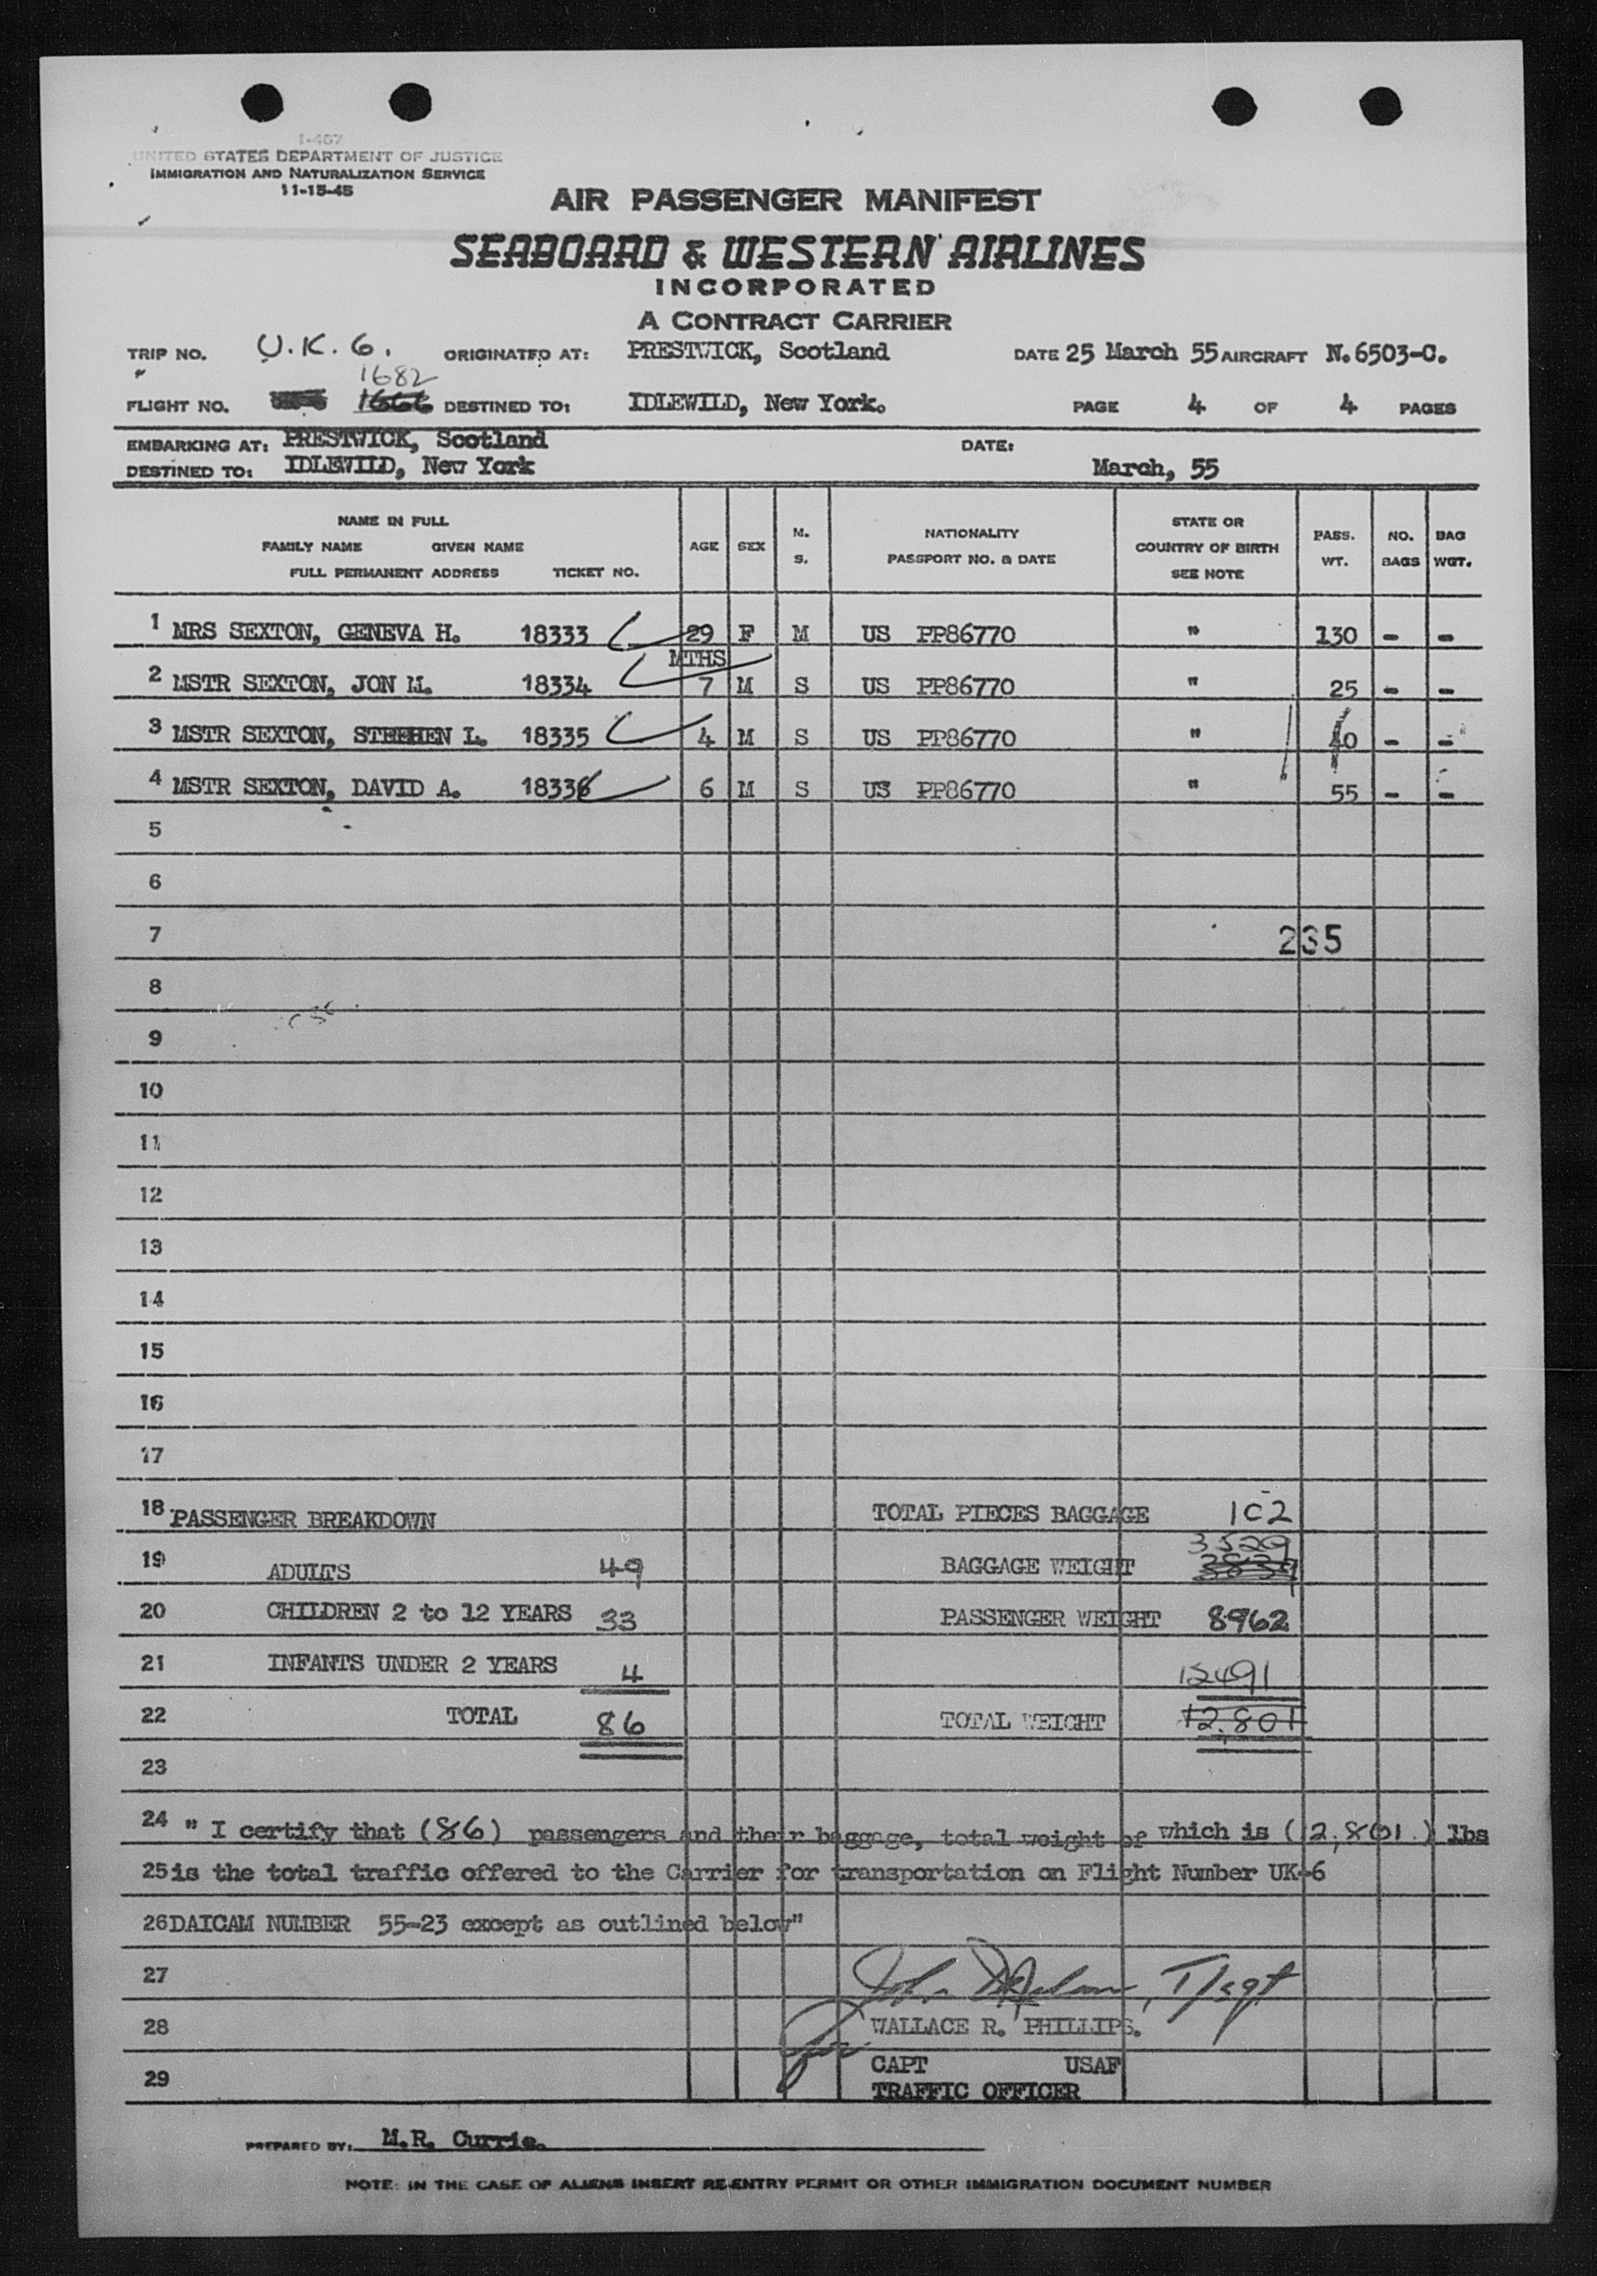 I-467
UNITED STATES DEPARTMENT OF JUSTICE
IMMIGRATION AND NATURALIZATION SERVICE
11-15-45
AIR PASSENGER MANIFEST
SEABOARD & WESTERN AIRLINES
INCORPORATED
A CONTRACT CARRIER
TRIP NO. U.K. 6. ORIGINATED AT: PRESTWICK, Scotland DATE 25 March 55 AIRCRAFT N.6503-C.
1682
FLIGHT NO. 1666 DESTINED TO: IDLEWILD, New York. PAGE 4 OF 4 PAGES
EMBARKING AT: PRESTWICK, Scotland DATE:
DESTINED TO: IDLEWILD, New York March, 55
NAME IN FULL
FAMILY NAME GIVEN NAME
FULL PERMANENT ADDRESS TICKET NO. AGE SEX M. S. NATIONALITY PASSPORT NO. & DATE STATE OR COUNTRY OF BIRTH SEE NOTE PASS. WT. NO. BAGS BAG WGT.
1 MRS SEXTON, GENEVA H. 18333 29 F M US PP86770 " 130 - -
MTHS
2 MSTR SEXTON, JON M. 18334 7 M S US PP86770 " 25 - -
3 MSTR SEXTON, STEEHEN L. 18335 4 M S US PP86770 " 40 - -
4 MSTR SEXTON, DAVID A. 18336 6 M S US PP86770 " 55 - -
5
6
7 235
8
9
10
11
12
13
14
15
16
17
18 PASSENGER BREAKDOWN TOTAL PIECES BAGGAGE 102
3529
19 ADULTS 49 BAGGAGE WEIGHT 3839
20 CHILDREN 2 to 12 YEARS 33 PASSENGER WEIGHT 8962
21 INFANTS UNDER 2 YEARS 4 12491
22 TOTAL 86 TOTAL WEIGHT 12,801
23
24 " I certify that (86) passengers and their baggage, total weight of which is (12,801.) lbs
25 is the total traffic offered to the Carrier for transportation on Flight Number UK-6
26 DAICAM NUMBER 55-23 except as outlined below"
27 John , T/sgt
28 for WALLACE R. PHILLIPS.
CAPT USAF
29 TRAFFIC OFFICER
PREPARED BY: M.R. Currie.
NOTE: IN THE CASE OF ALIENS INSERT RE-ENTRY PERMIT OR OTHER IMMIGRATION DOCUMENT NUMBER